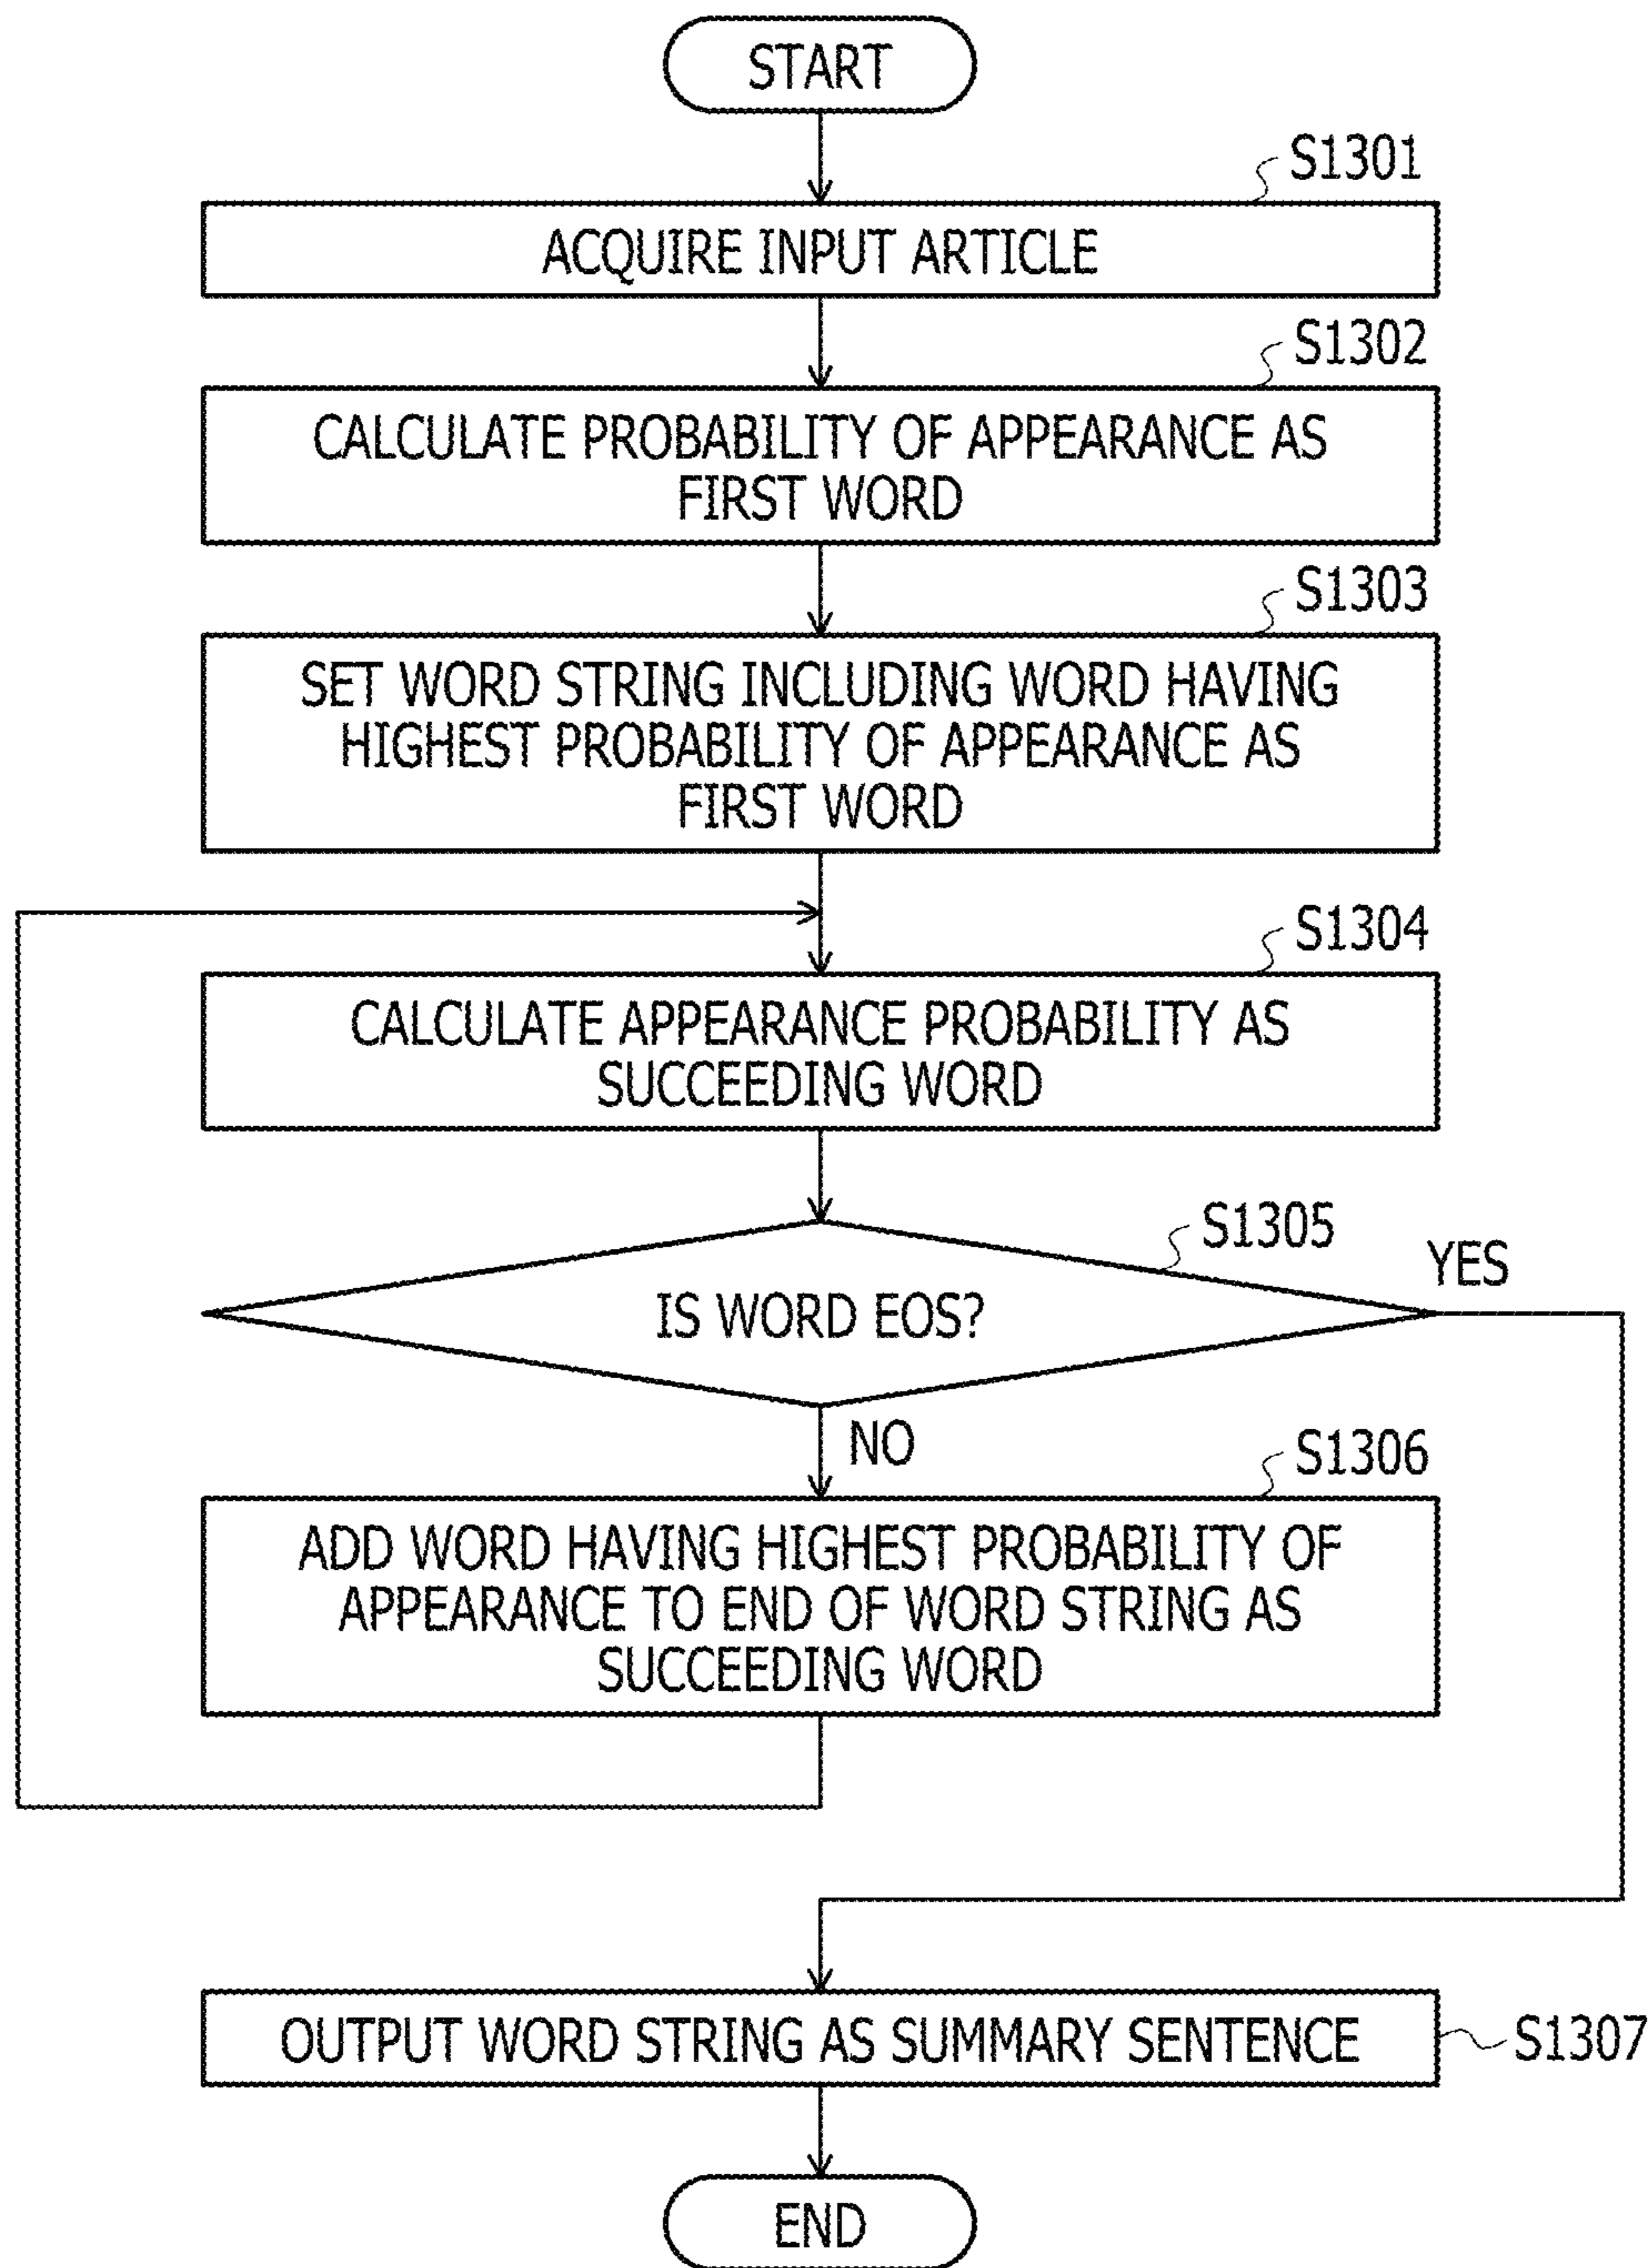 START
S1301
ACQUIRE INPUT ARTICLE
S1302
CALCULATE PROBABILITY OF APPEARANCE AS
FIRST WORD
S1303
SET WORD STRING INCLUDING WORD HAVING
HIGHEST PROBABILITY OF APPEARANCE AS
FIRST WORD
S1304
CALCULATE APPEARANCE PROBABILITY AS
SUCCEEDING WORD
S1305
YES
IS WORD EOS?
NO
S1306
ADD WORD HAVING HIGHEST PROBABILITY OF
APPEARANCE TO END OF WORD STRING AS
SUCCEEDING WORD
OUTPUT WORD STRING AS SUMMARY SENTENCE
S1307
END